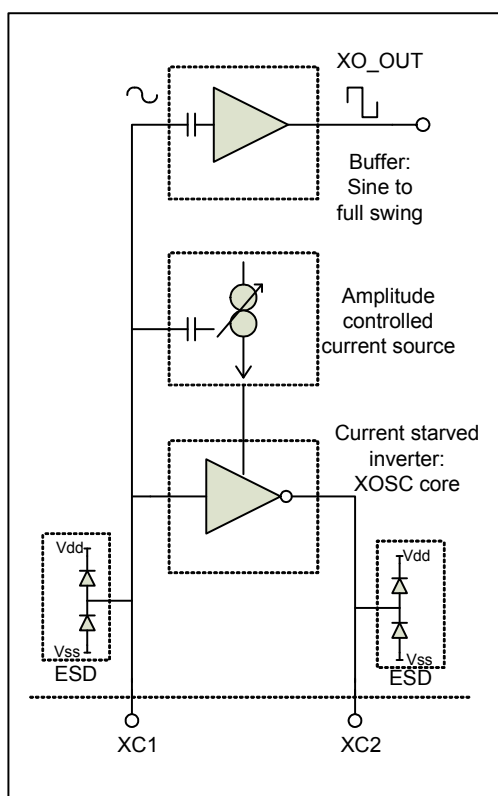 XO_OUT
Buffer:
Sine to
full swing
Amplitude
controlled
current source
Current starved
inverter:
XOSC core
Vdd
Vss
ESD
Vdd
Vss
ESD
XC1
XC2